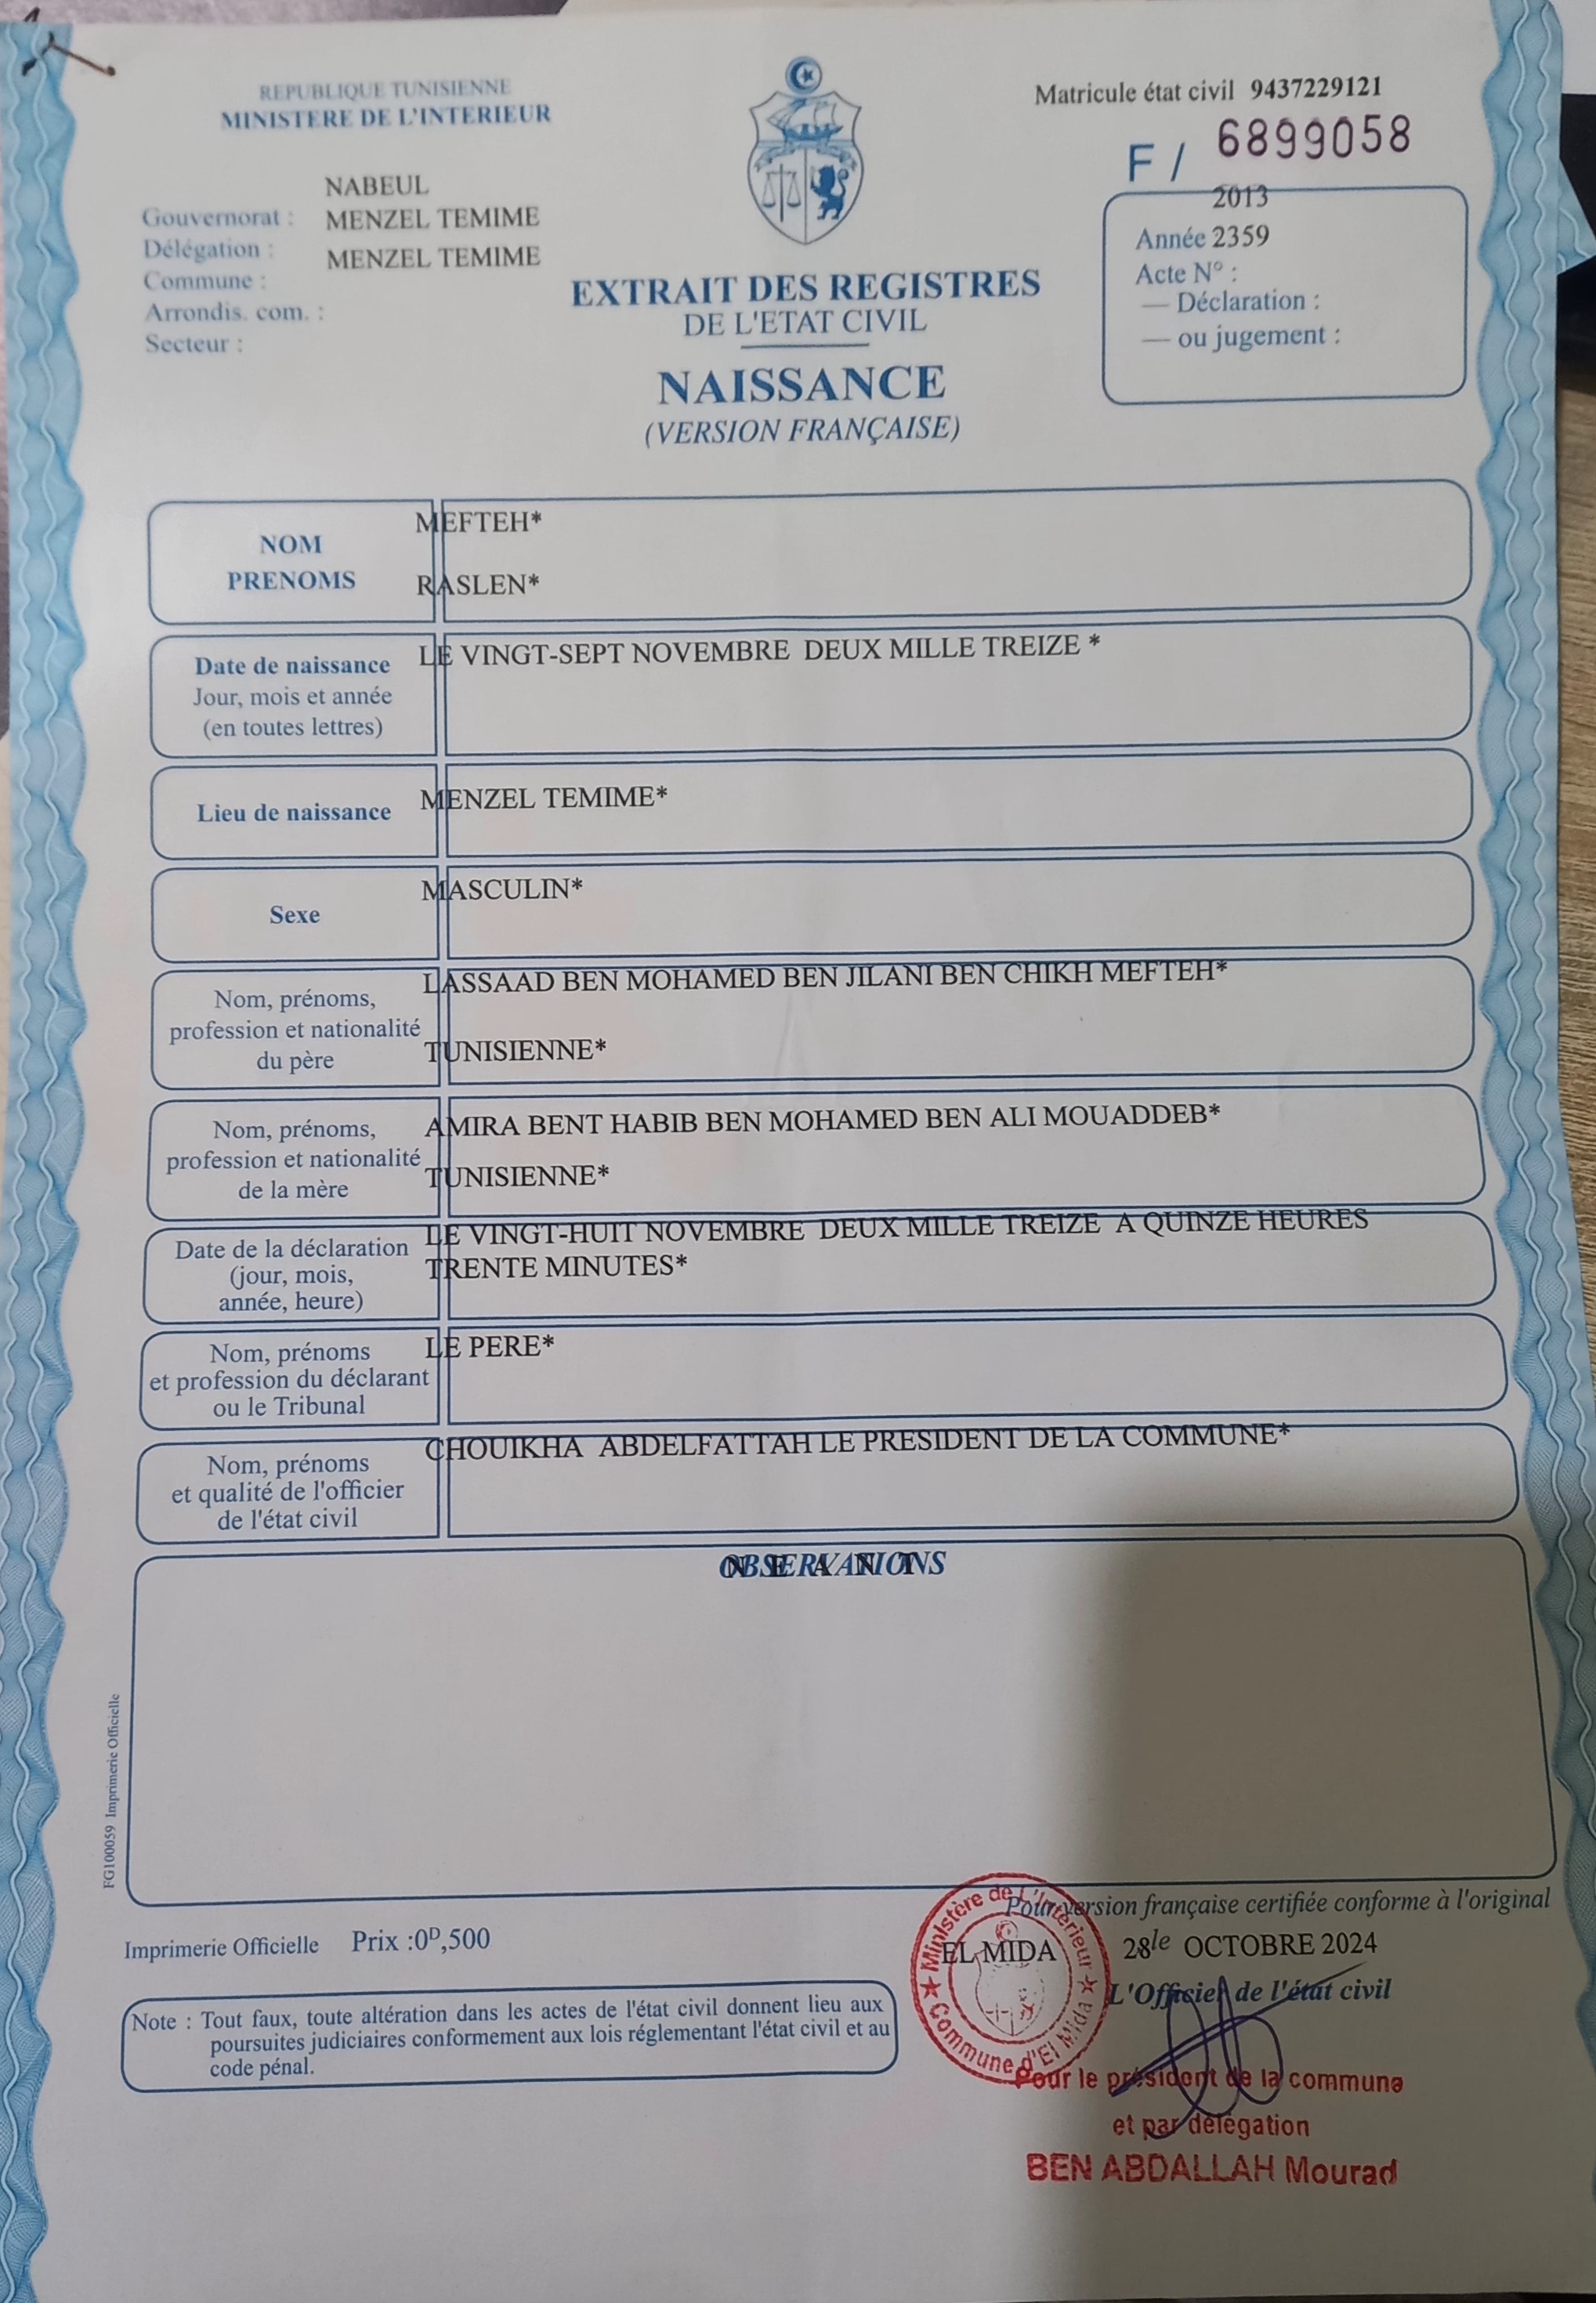 REPUBLIQUE TUNISIENNE
MINISTERE DE L'INTERIEUR
Matricule état civil 9437229121
F / 6899058
NABEUL
Gouvernorat : MENZEL TEMIME
Délégation : MENZEL TEMIME
Commune :
Arrondis. com. :
Secteur :
2013
Année 2359
Acte N° :
— Déclaration :
— ou jugement :
EXTRAIT DES REGISTRES
DE L'ETAT CIVIL
NAISSANCE
(VERSION FRANÇAISE)
NOM
PRENOMS
MEFTEH*
RASLEN*
Date de naissance
Jour, mois et année
(en toutes lettres)
LE VINGT-SEPT NOVEMBRE DEUX MILLE TREIZE *
Lieu de naissance
MENZEL TEMIME*
Sexe
MASCULIN*
Nom, prénoms,
profession et nationalité
du père
LASSAAD BEN MOHAMED BEN JILANI BEN CHIKH MEFTEH*
TUNISIENNE*
Nom, prénoms,
profession et nationalité
de la mère
AMIRA BENT HABIB BEN MOHAMED BEN ALI MOUADDEB*
TUNISIENNE*
Date de la déclaration
(jour, mois,
année, heure)
LE VINGT-HUIT NOVEMBRE DEUX MILLE TREIZE A QUINZE HEURES
TRENTE MINUTES*
Nom, prénoms
et profession du déclarant
ou le Tribunal
LE PERE*
Nom, prénoms
et qualité de l'officier
de l'état civil
CHOUIKHA ABDELFATTAH LE PRESIDENT DE LA COMMUNE*
OBSERVATIONS
N E A N T
FG100059 Imprimerie Officielle
Imprimerie Officielle Prix :0ᴰ,500
Note : Tout faux, toute altération dans les actes de l'état civil donnent lieu aux
poursuites judiciaires conformement aux lois réglementant l'état civil et au
code pénal.
Pour version française certifiée conforme à l'original
EL MIDA 28 le OCTOBRE 2024
L'Officier de l'état civil
Ministère de L'Intérieur
Commune d'El Mida
Pour le président de la commune
et par délégation
BEN ABDALLAH Mourad